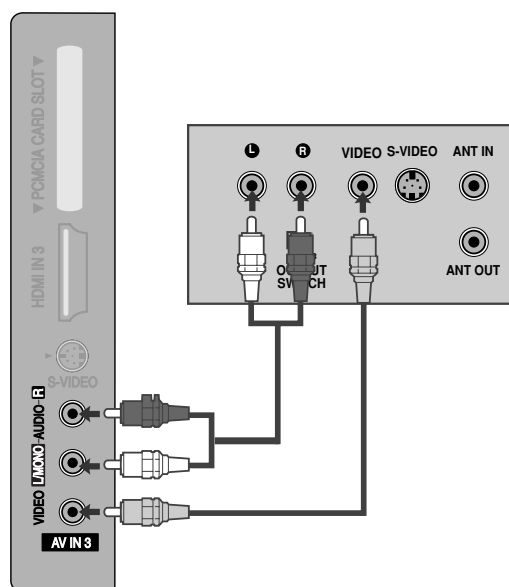 ▼ PCMCIA CARD SLOT ▼
HDMI IN 3
S-VIDEO
VIDEO L/MONO-AUDIO-R
AV IN 3
L R VIDEO S-VIDEO ANT IN
ANT OUT
SWITCH